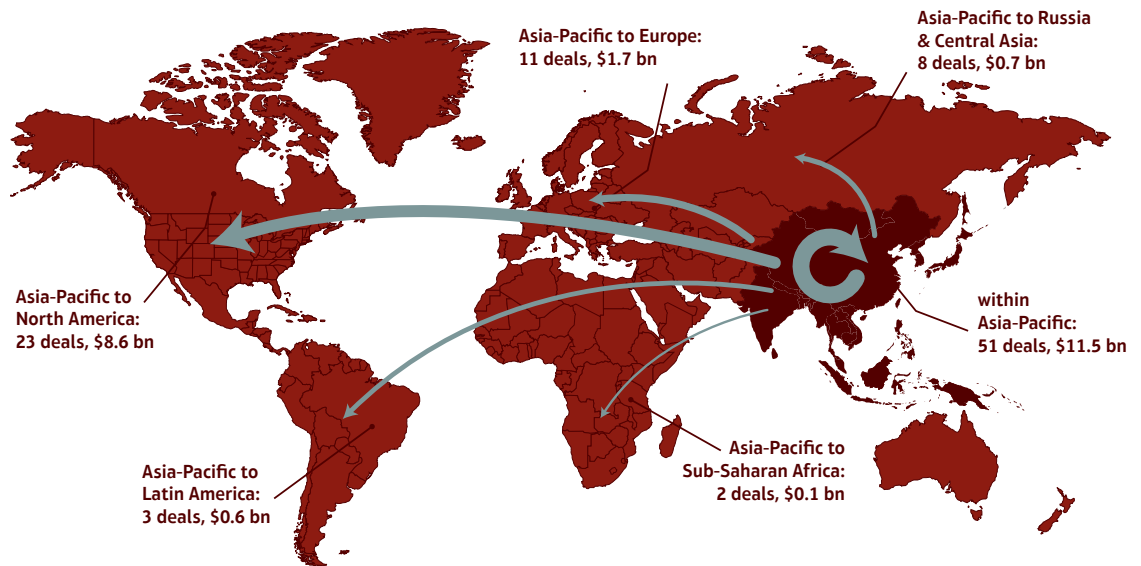 Asia-Pacific to Europe:
11 deals, $1.7 bn
Asia-Pacific to Russia
& Central Asia:
8 deals, $0.7 bn
Asia-Pacific to
North America:
23 deals, $8.6 bn
within
Asia-Pacific:
51 deals, $11.5 bn
Asia-Pacific to
Latin America:
3 deals, $0.6 bn
Asia-Pacific to
Sub-Saharan Africa:
2 deals, $0.1 bn